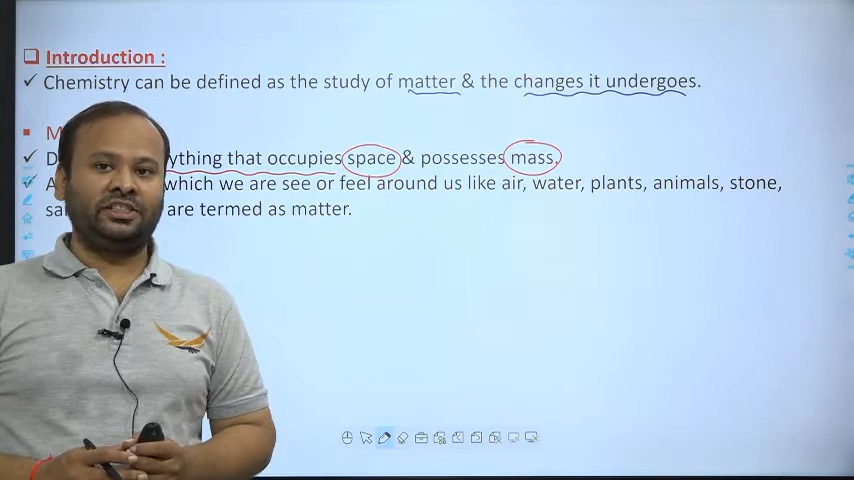 Introduction :
Chemistry can be defined as the study of matter & the changes it undergoes.
M
D ything that occupies space & possesses mass.
A which we are see or feel around us like air, water, plants, animals, stone,
sa are termed as matter.